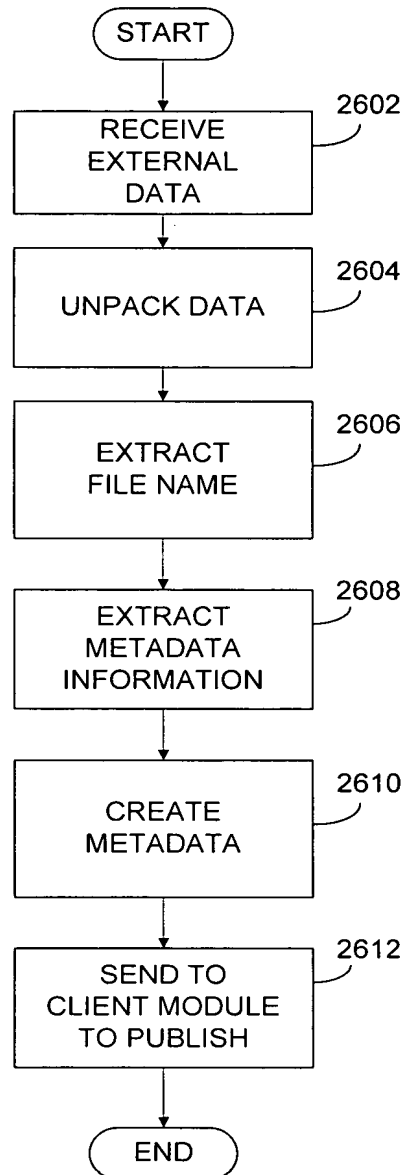 START
2602
RECEIVE
EXTERNAL
DATA
2604
UNPACK DATA
2606
EXTRACT
FILE NAME
2608
EXTRACT
METADATA
INFORMATION
2610
CREATE
METADATA
2612
SEND TO
CLIENT MODULE
TO PUBLISH
END